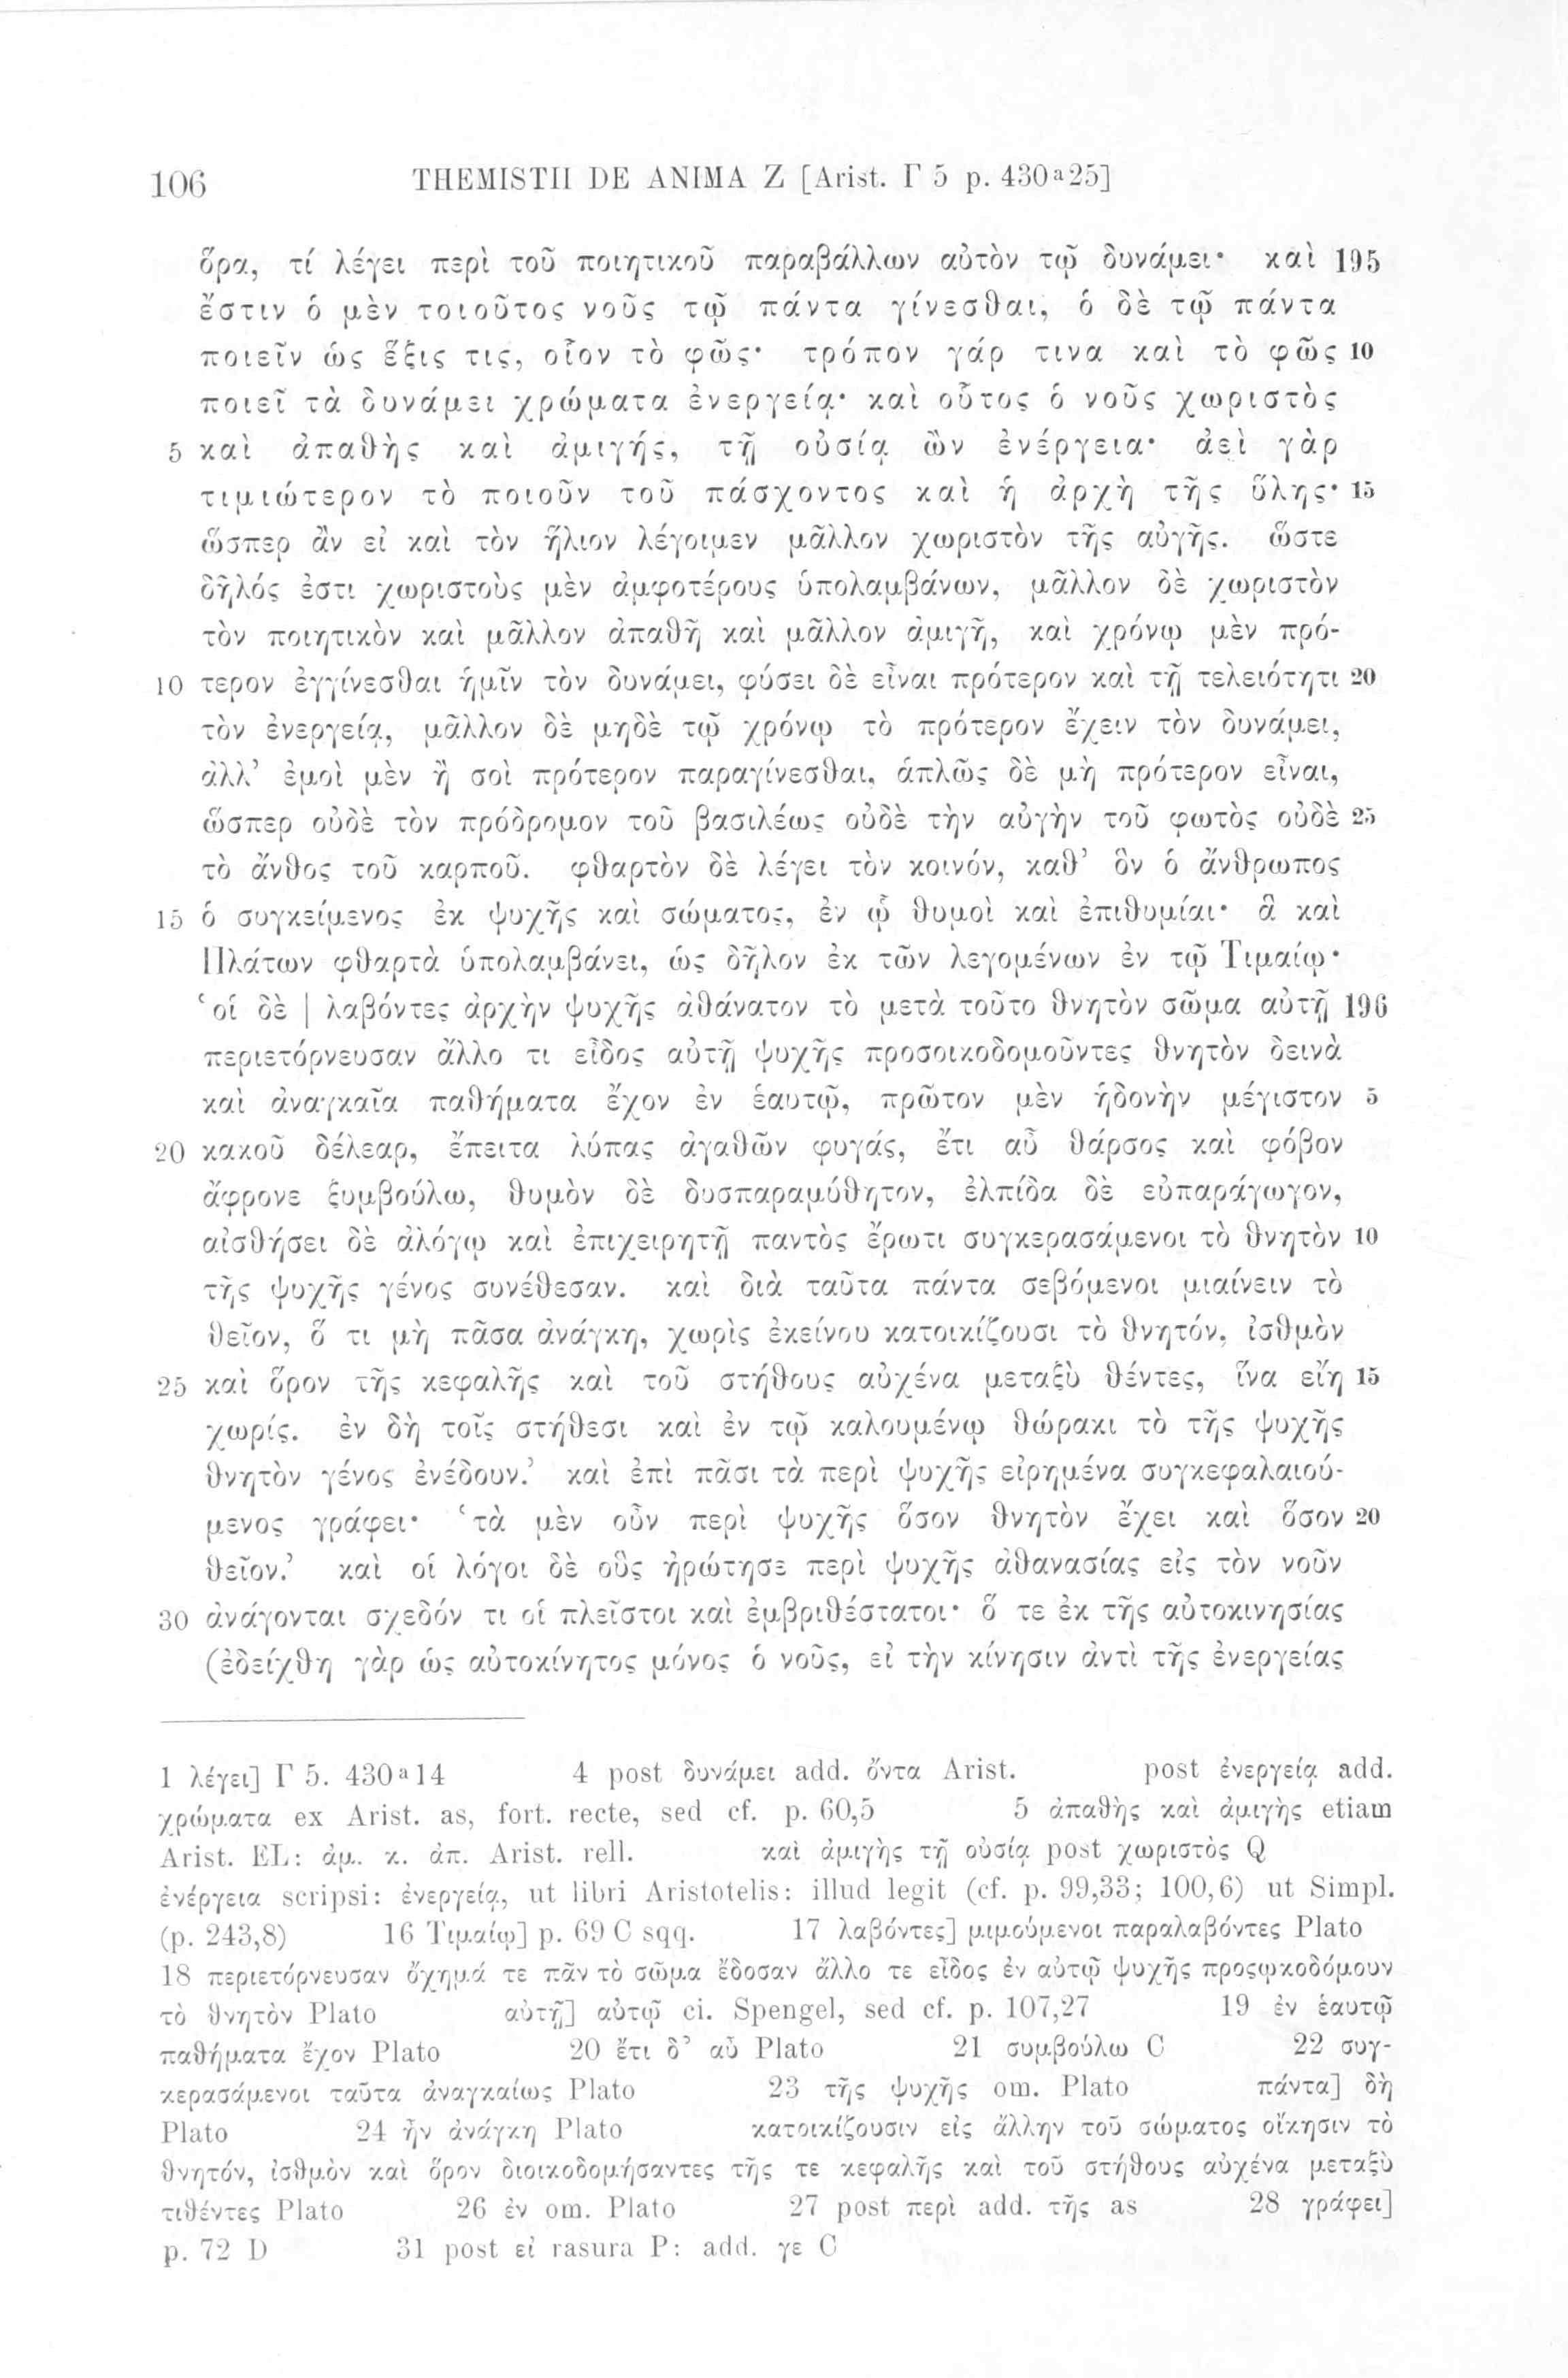 106 THEMISTII DE ANIMA Z [Arist. Γ 5 p. 430ª25]
ὅρα, τί λέγει περὶ τοῦ ποιητικοῦ παραβάλλων αὐτὸν τῷ δυνάμει· καὶ 195
ἔστιν ὁ μὲν τοιοῦτος νοῦς τῷ πάντα γίνεσθαι, ὁ δὲ τῷ πάντα
ποιεῖν ὡς ἕξις τις, οἷον τὸ φῶς· τρόπον γάρ τινα καὶ τὸ φῶς 10
ποιεῖ τὰ δυνάμει χρώματα ἐνεργείᾳ· καὶ οὗτος ὁ νοῦς χωριστὸς
5 καὶ ἀπαθὴς καὶ ἀμιγής, τῇ οὐσίᾳ ὢν ἐνέργεια· ἀεὶ γὰρ
τιμιώτερον τὸ ποιοῦν τοῦ πάσχοντος καὶ ἡ ἀρχὴ τῆς ὕλης· 15
ὥσπερ ἂν εἰ καὶ τὸν ἥλιον λέγοιμεν μᾶλλον χωριστὸν τῆς αὐγῆς. ὥστε
δῆλός ἐστι χωριστοὺς μὲν ἀμφοτέρους ὑπολαμβάνων, μᾶλλον δὲ χωριστὸν
τὸν ποιητικὸν καὶ μᾶλλον ἀπαθῆ καὶ μᾶλλον ἀμιγῆ, καὶ χρόνῳ μὲν πρό-
10 τερον ἐγγίνεσθαι ἡμῖν τὸν δυνάμει, φύσει δὲ εἶναι πρότερον καὶ τῇ τελειότητι 20
τὸν ἐνεργείᾳ, μᾶλλον δὲ μηδὲ τῷ χρόνῳ τὸ πρότερον ἔχειν τὸν δυνάμει,
ἀλλ’ ἐμοὶ μὲν ἢ σοὶ πρότερον παραγίνεσθαι, ἁπλῶς δὲ μὴ πρότερον εἶναι,
ὥσπερ οὐδὲ τὸν πρόδρομον τοῦ βασιλέως οὐδὲ τὴν αὐγὴν τοῦ φωτὸς οὐδὲ 25
τὸ ἄνθος τοῦ καρποῦ. φθαρτὸν δὲ λέγει τὸν κοινόν, καθ’ ὃν ὁ ἄνθρωπος
15 ὁ συγκείμενος ἐκ ψυχῆς καὶ σώματος, ἐν ᾧ θυμοὶ καὶ ἐπιθυμίαι· ἃ καὶ
Πλάτων φθαρτὰ ὑπολαμβάνει, ὡς δῆλον ἐκ τῶν λεγομένων ἐν τῷ Τιμαίῳ·
‘οἱ δὲ | λαβόντες ἀρχὴν ψυχῆς ἀθάνατον τὸ μετὰ τοῦτο θνητὸν σῶμα αὐτῇ 196
περιετόρνευσαν ἄλλο τι εἶδος αὐτῇ ψυχῆς προσοικοδομοῦντες θνητὸν δεινὰ
καὶ ἀναγκαῖα παθήματα ἔχον ἐν ἑαυτῷ, πρῶτον μὲν ἡδονὴν μέγιστον 5
20 κακοῦ δέλεαρ, ἔπειτα λύπας ἀγαθῶν φυγάς, ἔτι αὖ θάρσος καὶ φόβον
ἄφρονε ξυμβούλω, θυμὸν δὲ δυσπαραμύθητον, ἐλπίδα δὲ εὐπαράγωγον,
αἰσθήσει δὲ ἀλόγῳ καὶ ἐπιχειρητῇ παντὸς ἔρωτι συγκερασάμενοι τὸ θνητὸν 10
τῆς ψυχῆς γένος συνέθεσαν. καὶ διὰ ταῦτα πάντα σεβόμενοι μιαίνειν τὸ
θεῖον, ὅ τι μὴ πᾶσα ἀνάγκη, χωρὶς ἐκείνου κατοικίζουσι τὸ θνητόν, ἰσθμὸν
25 καὶ ὅρον τῆς κεφαλῆς καὶ τοῦ στήθους αὐχένα μεταξὺ θέντες, ἵνα εἴη 15
χωρίς. ἐν δὴ τοῖς στήθεσι καὶ ἐν τῷ καλουμένῳ θώρακι τὸ τῆς ψυχῆς
θνητὸν γένος ἐνέδουν.’ καὶ ἐπὶ πᾶσι τὰ περὶ ψυχῆς εἰρημένα συγκεφαλαιού-
μενος γράφει· ‘τὰ μὲν οὖν περὶ ψυχῆς ὅσον θνητὸν ἔχει καὶ ὅσον 20
θεῖον.’ καὶ οἱ λόγοι δὲ οὓς ἠρώτησε περὶ ψυχῆς ἀθανασίας εἰς τὸν νοῦν
30 ἀνάγονται σχεδόν τι οἱ πλεῖστοι καὶ ἐμβριθέστατοι· ὅ τε ἐκ τῆς αὐτοκινησίας
(ἐδείχθη γὰρ ὡς αὐτοκίνητος μόνος ὁ νοῦς, εἰ τὴν κίνησιν ἀντὶ τῆς ἐνεργείας
1 λέγει] Γ 5. 430ª14 4 post δυνάμει add. ὄντα Arist. post ἐνεργείᾳ add.
χρώματα ex Arist. as, fort. recte, sed cf. p. 60,5 5 ἀπαθὴς καὶ ἀμιγὴς etiam
Arist. EL: ἀμ. κ. ἀπ. Arist. rell. καὶ ἀμιγὴς τῇ οὐσίᾳ post χωριστὸς Q
ἐνέργεια scripsi: ἐνεργείᾳ, ut libri Aristotelis: illud legit (cf. p. 99,33; 100,6) ut Simpl.
(p. 243,8) 16 Τιμαίῳ] p. 69 C sqq. 17 λαβόντες] μιμούμενοι παραλαβόντες Plato
18 περιετόρνευσαν ὄχημά τε πᾶν τὸ σῶμα ἔδοσαν ἄλλο τε εἶδος ἐν αὐτῷ ψυχῆς προςῳκοδόμουν
τὸ θνητὸν Plato αὐτῇ] αὐτῷ ci. Spengel, sed cf. p. 107,27 19 ἐν ἑαυτῷ
παθήματα ἔχον Plato 20 ἔτι δ’ αὖ Plato 21 συμβούλω C 22 συγ-
κερασάμενοι ταῦτα ἀναγκαίως Plato 23 τῆς ψυχῆς om. Plato πάντα] δὴ
Plato 24 ἦν ἀνάγκη Plato κατοικίζουσιν εἰς ἄλλην τοῦ σώματος οἴκησιν τὸ
θνητόν, ἰσθμὸν καὶ ὅρον διοικοδομήσαντες τῆς τε κεφαλῆς καὶ τοῦ στήθους αὐχένα μεταξὺ
τιθέντες Plato 26 ἐν om. Plato 27 post περὶ add. τῆς as 28 γράφει]
p. 72 D 31 post εἰ rasura P: add. γε C